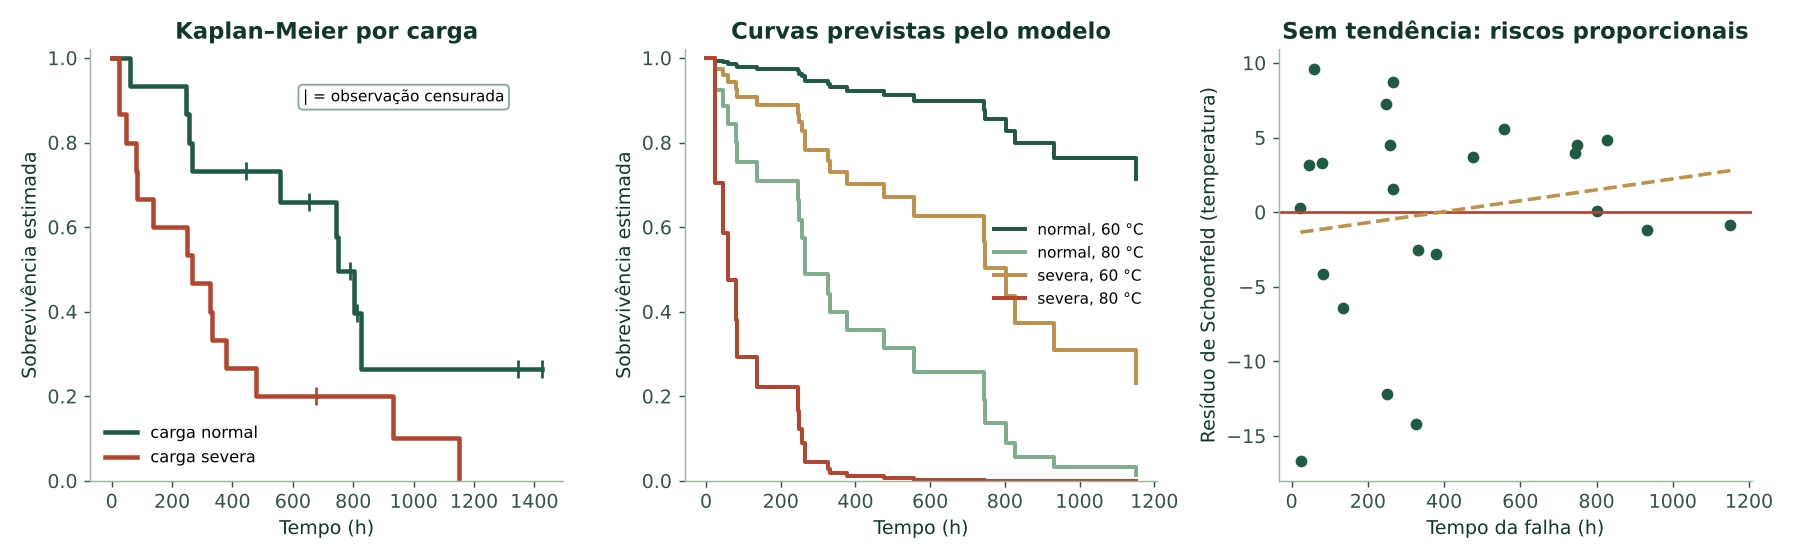 Kaplan–Meier por carga
Sobrevivência estimada
1.0
0.8
0.6
0.4
0.2
0.0
| = observação censurada
carga normal
carga severa
0 200 400 600 800 1000 1200 1400
Tempo (h)
Curvas previstas pelo modelo
Sobrevivência estimada
1.0
0.8
0.6
0.4
0.2
0.0
normal, 60 °C
normal, 80 °C
severa, 60 °C
severa, 80 °C
0 200 400 600 800 1000 1200
Tempo (h)
Sem tendência: riscos proporcionais
Resíduo de Schoenfeld (temperatura)
10
5
0
−5
−10
−15
0 200 400 600 800 1000 1200
Tempo da falha (h)